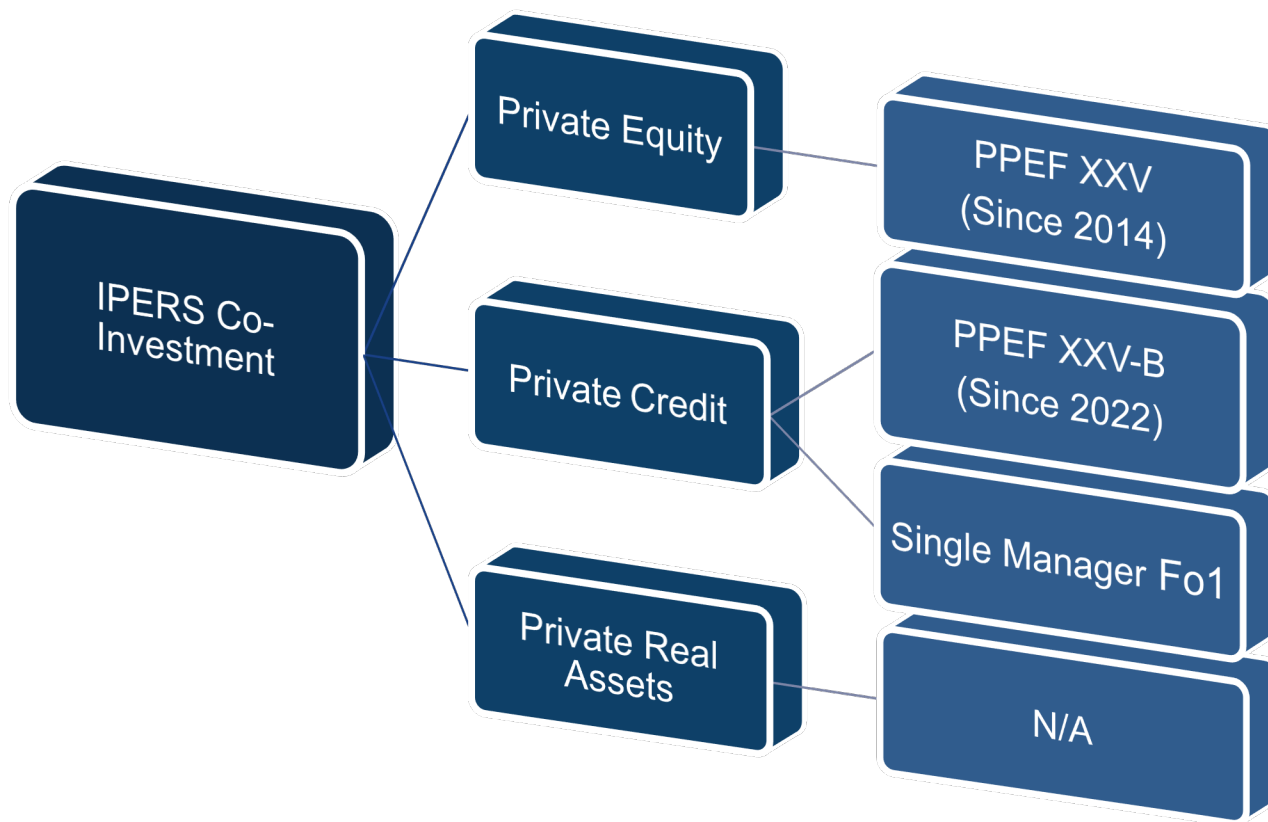 IPERS Co-
Investment
Private Equity
PPEF XXV
(Since 2014)
Private Credit
PPEF XXV-B
(Since 2022)
Single Manager Fo1
Private Real
Assets
N/A